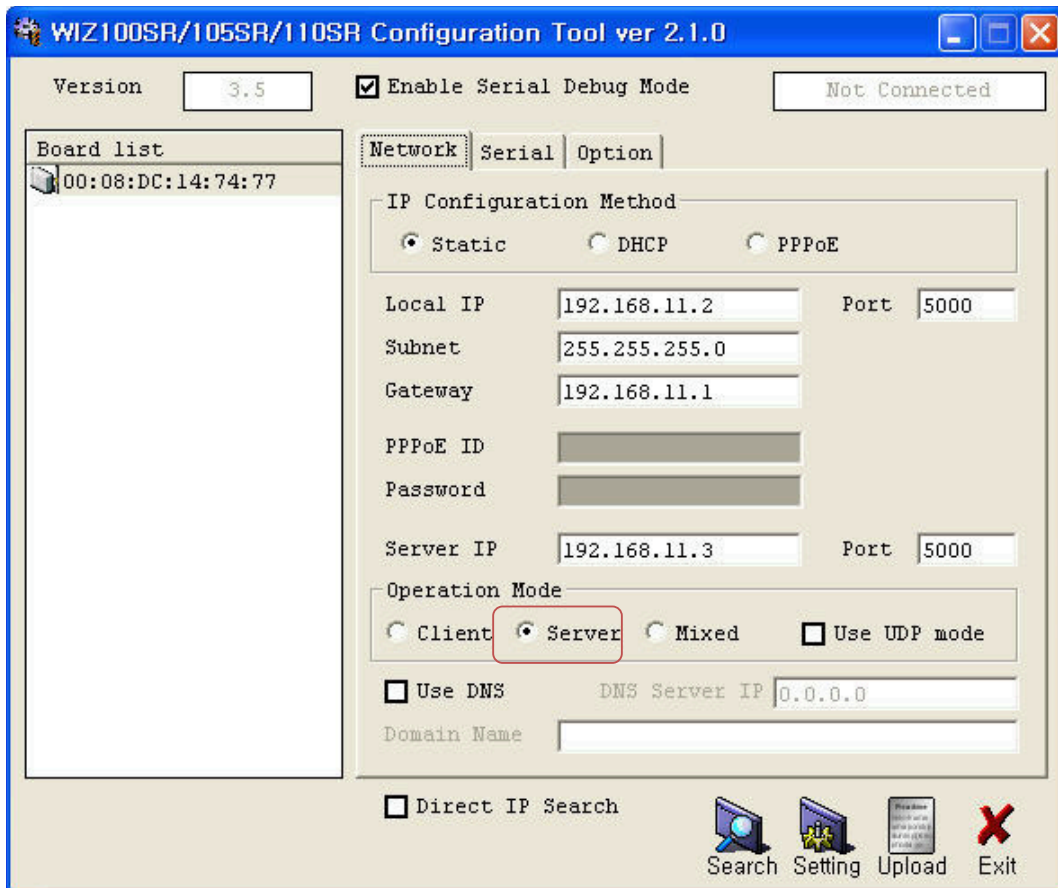 WIZ100SR/105SR/110SR Configuration Tool ver 2.1.0
Version 3.5 Enable Serial Debug Mode Not Connected
Board list
00:08:DC:14:74:77
Network Serial Option
IP Configuration Method
Static DHCP PPPoE
Local IP 192.168.11.2 Port 5000
Subnet 255.255.255.0
Gateway 192.168.11.1
PPPoE ID
Password
Server IP 192.168.11.3 Port 5000
Operation Mode
Client Server Mixed Use UDP mode
Use DNS DNS Server IP 0.0.0.0
Domain Name
Direct IP Search
Search Setting Upload Exit